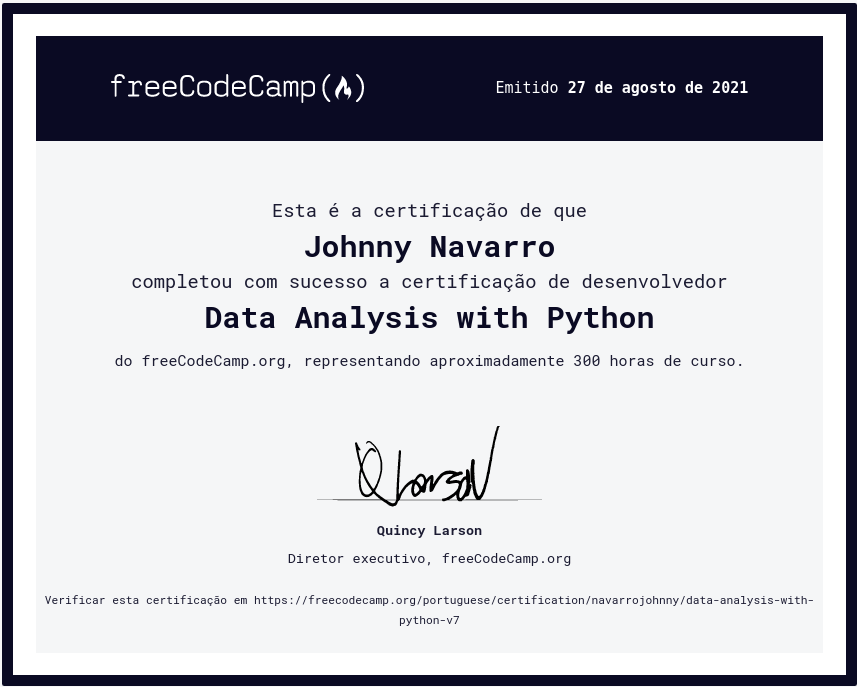 freeCodeCamp(🔥)
Emitido 27 de agosto de 2021
Esta é a certificação de que
Johnny Navarro
completou com sucesso a certificação de desenvolvedor
Data Analysis with Python
do freeCodeCamp.org, representando aproximadamente 300 horas de curso.
Q Larson
Quincy Larson
Diretor executivo, freeCodeCamp.org
Verificar esta certificação em https://freecodecamp.org/portuguese/certification/navarrojohnny/data-analysis-with-
python-v7